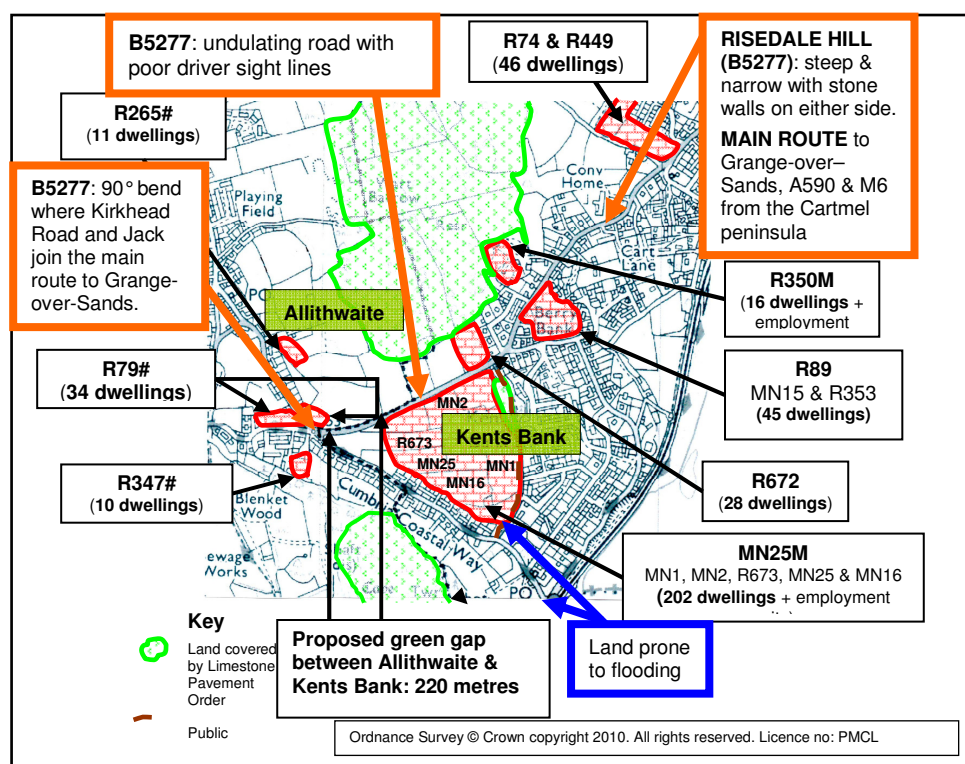 B5277: undulating road with
poor driver sight lines
R74 & R449
(46 dwellings)
RISEDALE HILL
(B5277): steep &
narrow with stone
walls on either side.
MAIN ROUTE to
Grange-over–
Sands, A590 & M6
from the Cartmel
peninsula
R265#
(11 dwellings)
B5277: 90° bend
where Kirkhead
Road and Jack
join the main
route to Grange-
over-Sands.
Playing
Field
Conv
Home
Cart
Lane
PO
Allithwaite
R350M
(16 dwellings +
employment
Berry
Bank
R79#
(34 dwellings)
R89
MN15 & R353
(45 dwellings)
MN2
Kents Bank
R673
MN25
MN1
MN16
R347#
(10 dwellings)
Blenket
Wood
Cumbria Coastal Way
R672
(28 dwellings)
ewage
Works
PO
MN25M
MN1, MN2, R673, MN25 & MN16
(202 dwellings + employment
Key
Land covered
by Limestone
Pavement
Order
Public
Proposed green gap
between Allithwaite &
Kents Bank: 220 metres
Land prone
to flooding
Ordnance Survey © Crown copyright 2010. All rights reserved. Licence no: PMCL